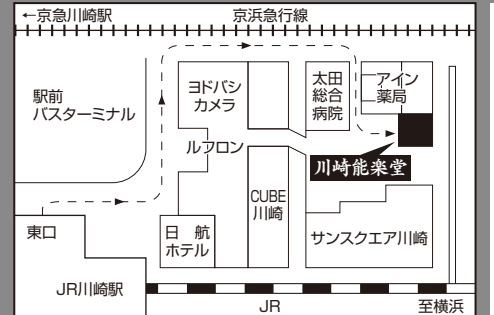 ←京急川崎駅
京浜急行線
駅前
バスターミナル
ヨドバシ
カメラ
太田
総合
病院
アイン
薬局
ルフロン
川崎能楽堂
CUBE
川崎
東口
日航
ホテル
サンスクエア川崎
JR川崎駅
JR
至横浜